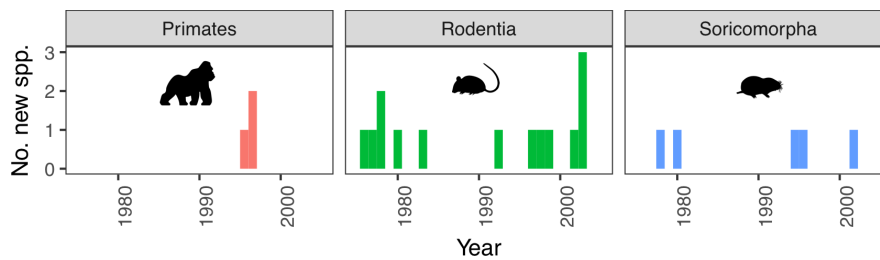 Primates
Rodentia
Soricomorpha
No. new spp.
3
2
1
0
1980
1990
2000
1980
1990
2000
1980
1990
2000
Year